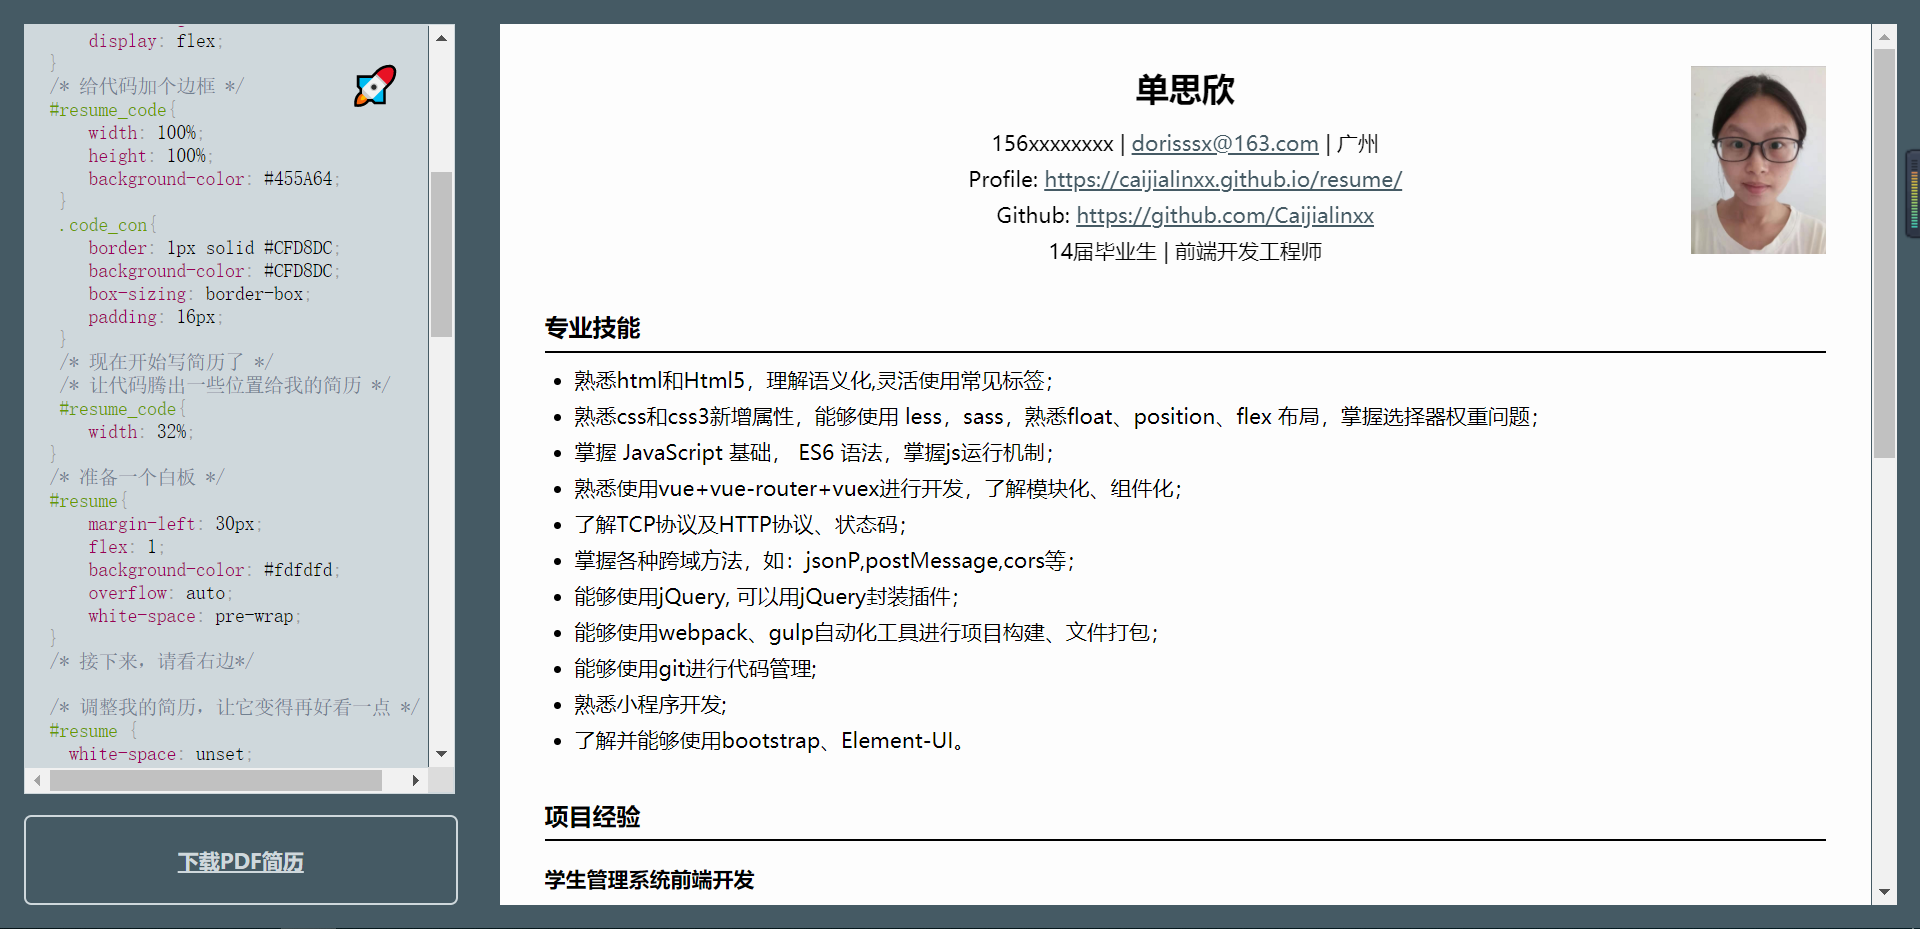 display: flex;
}
/* 给代码加个边框 */
#resume_code{
width: 100%;
height: 100%;
background-color: #455A64;
}
.code_con{
border: 1px solid #CFD8DC;
background-color: #CFD8DC;
box-sizing: border-box;
padding: 16px;
}
/* 现在开始写简历了 */
/* 让代码腾出一些位置给我的简历 */
#resume_code{
width: 32%;
}
/* 准备一个白板 */
#resume{
margin-left: 30px;
flex: 1;
background-color: #fdfdfd;
overflow: auto;
white-space: pre-wrap;
}
/* 接下来，请看右边*/
/* 调整我的简历，让它变得再好看一点 */
#resume {
white-space: unset;
下载PDF简历
单思欣
156xxxxxxxx | dorisssx@163.com | 广州
Profile: https://caijialinxx.github.io/resume/
Github: https://github.com/Caijialinxx
14届毕业生 | 前端开发工程师
专业技能
• 熟悉html和Html5，理解语义化,灵活使用常见标签；
• 熟悉css和css3新增属性，能够使用 less，sass，熟悉float、position、flex 布局，掌握选择器权重问题；
• 掌握 JavaScript 基础， ES6 语法，掌握js运行机制；
• 熟悉使用vue+vue-router+vuex进行开发，了解模块化、组件化；
• 了解TCP协议及HTTP协议、状态码；
• 掌握各种跨域方法，如：jsonP,postMessage,cors等；
• 能够使用jQuery, 可以用jQuery封装插件；
• 能够使用webpack、gulp自动化工具进行项目构建、文件打包；
• 能够使用git进行代码管理;
• 熟悉小程序开发;
• 了解并能够使用bootstrap、Element-UI。
项目经验
学生管理系统前端开发